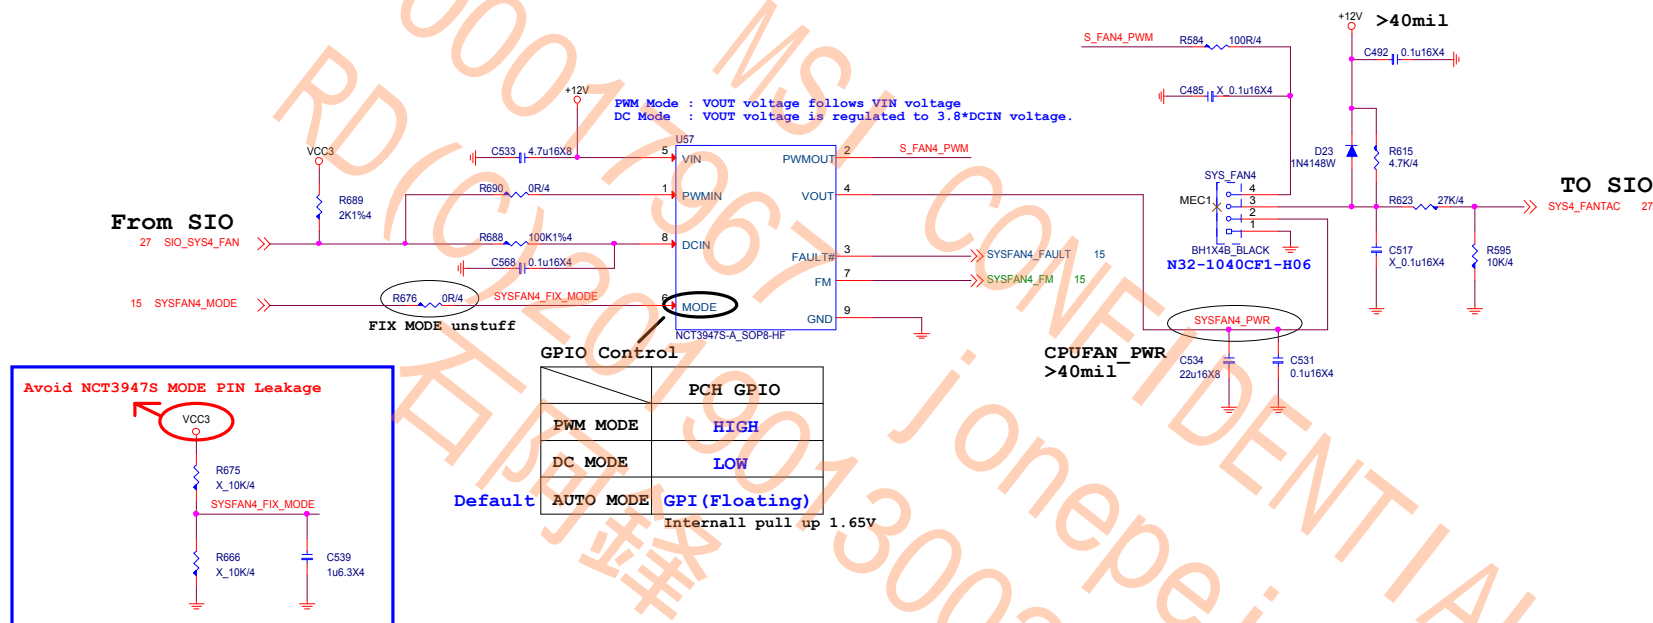 +12V >40mil
S_FAN4_PWM R584 100R/4
C492 0.1u16X4
C485 X_0.1u16X4
+12V
PWM Mode : VOUT voltage follows VIN voltage
DC Mode : VOUT voltage is regulated to 3.8*DCIN voltage.
U57
VCC3
C533 4.7u16X8 5 VIN PWMOUT 2 S_FAN4_PWM
R690 0R/4 1 PWMIN VOUT 4
R689
2K1%4
From SIO
27 SIO_SYS4_FAN R688 100K1%4 8 DCIN
C568 0.1u16X4
FAULT# 3 SYSFAN4_FAULT 15
FM 7 SYSFAN4_FM 15
15 SYSFAN4_MODE R676 0R/4 SYSFAN4_FIX_MODE 6 MODE
GND 9
FIX MODE unstuff
NCT3947S-A_SOP8-HF
D23
1N4148W
R615
4.7K/4
SYS_FAN4
MEC1
4
3
2
1
BH1X4B_BLACK
N32-1040CF1-H06
R623 27K/4
TO SIO
SYS4_FANTAC 27
C517
X_0.1u16X4
R595
10K/4
SYSFAN4_PWR
CPUFAN_PWR
>40mil
C534
22u16X8
C531
0.1u16X4
GPIO Control
PCH GPIO
PWM MODE HIGH
DC MODE LOW
Default AUTO MODE GPI(Floating)
Internall pull up 1.65V
Avoid NCT3947S MODE PIN Leakage
VCC3
R675
X_10K/4
SYSFAN4_FIX_MODE
R666
X_10K/4
C539
1u6.3X4
MSI CONFIDENTIAL
RD(C)2019013003
石阿鋒
000179967
jonepei